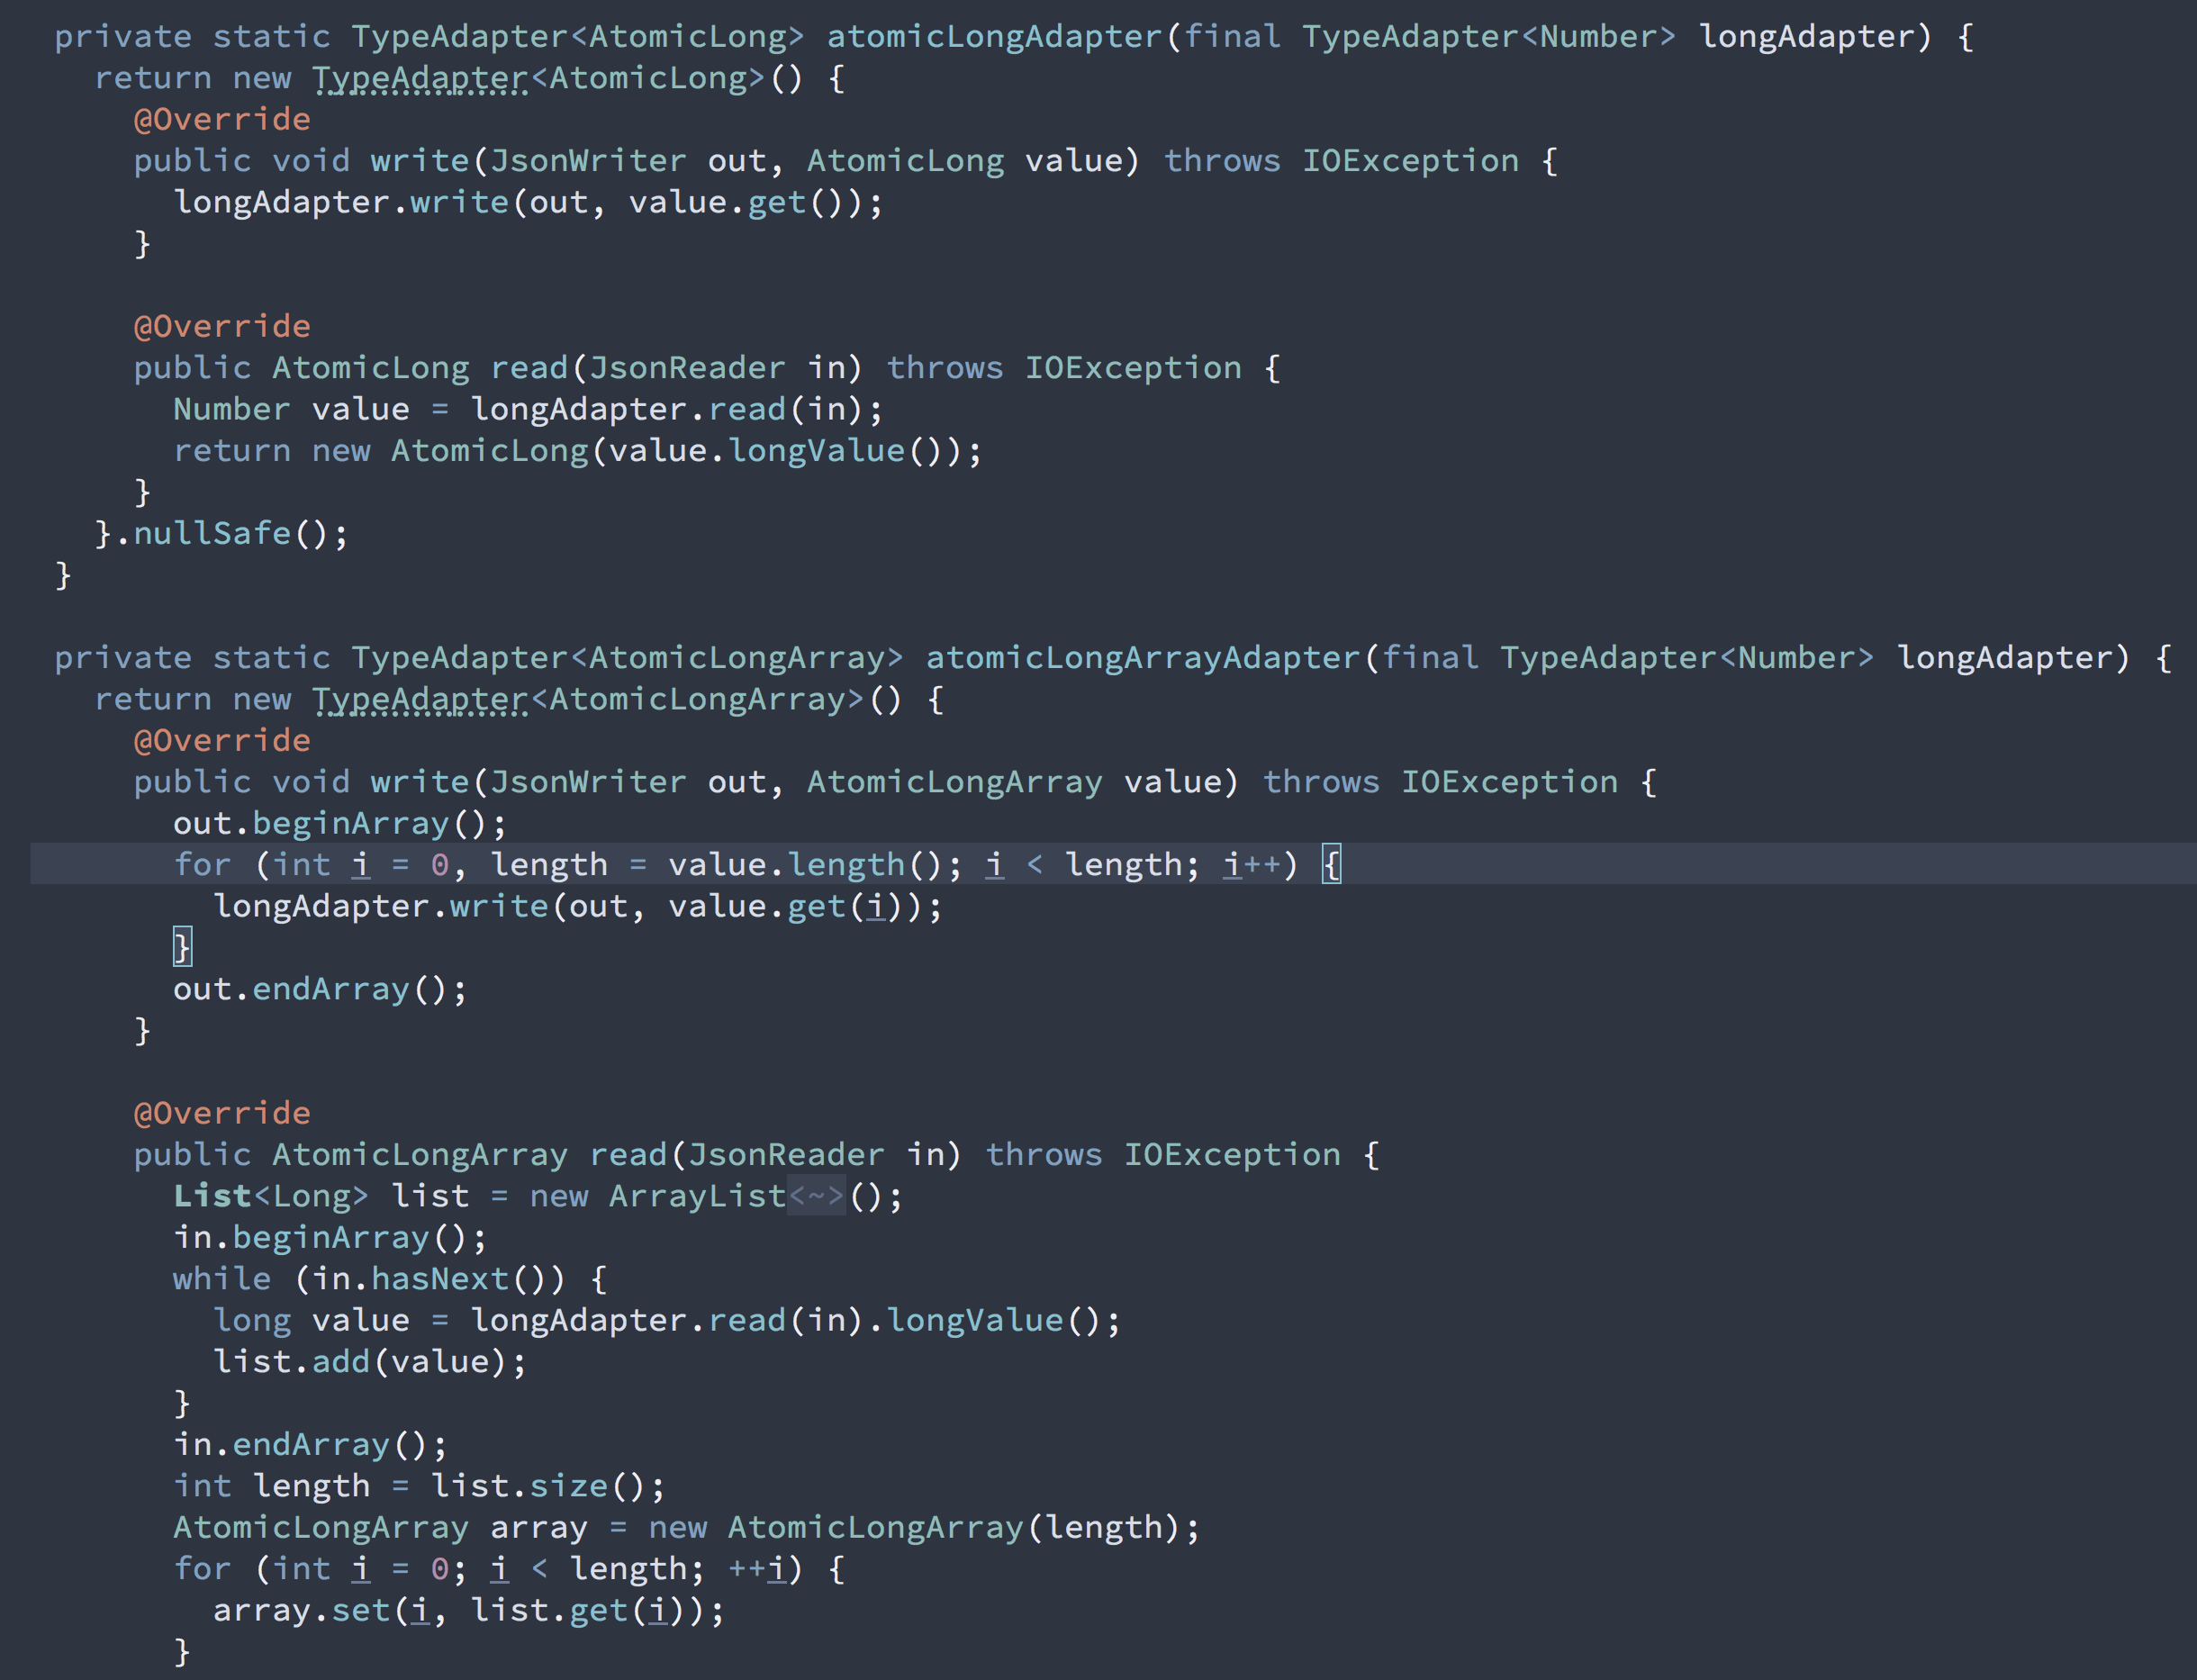 private static TypeAdapter<AtomicLong> atomicLongAdapter(final TypeAdapter<Number> longAdapter) {
  return new TypeAdapter<AtomicLong>() {
    @Override
    public void write(JsonWriter out, AtomicLong value) throws IOException {
      longAdapter.write(out, value.get());
    }

    @Override
    public AtomicLong read(JsonReader in) throws IOException {
      Number value = longAdapter.read(in);
      return new AtomicLong(value.longValue());
    }
  }.nullSafe();
}

private static TypeAdapter<AtomicLongArray> atomicLongArrayAdapter(final TypeAdapter<Number> longAdapter) {
  return new TypeAdapter<AtomicLongArray>() {
    @Override
    public void write(JsonWriter out, AtomicLongArray value) throws IOException {
      out.beginArray();
      for (int i = 0, length = value.length(); i < length; i++) {
        longAdapter.write(out, value.get(i));
      }
      out.endArray();
    }

    @Override
    public AtomicLongArray read(JsonReader in) throws IOException {
      List<Long> list = new ArrayList<~>();
      in.beginArray();
      while (in.hasNext()) {
        long value = longAdapter.read(in).longValue();
        list.add(value);
      }
      in.endArray();
      int length = list.size();
      AtomicLongArray array = new AtomicLongArray(length);
      for (int i = 0; i < length; ++i) {
        array.set(i, list.get(i));
      }